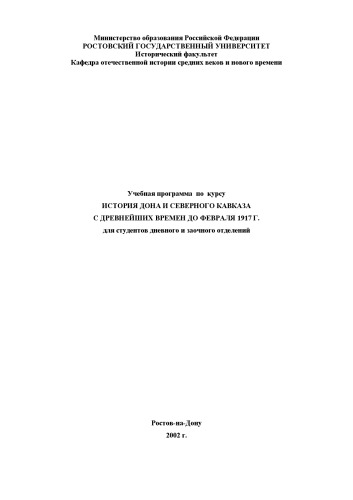 Министерство образования Российской Федерации
РОСТОВСКИЙ ГОСУДАРСТВЕННЫЙ УНИВЕРСИТЕТ
Исторический факультет
Кафедра отечественной истории средних веков и нового времени
Учебная программа по курсу
ИСТОРИЯ ДОНА И СЕВЕРНОГО КАВКАЗА
С ДРЕВНЕЙШИХ ВРЕМЕН ДО ФЕВРАЛЯ 1917 Г.
для студентов дневного и заочного отделений
Ростов-на-Дону
2002 г.